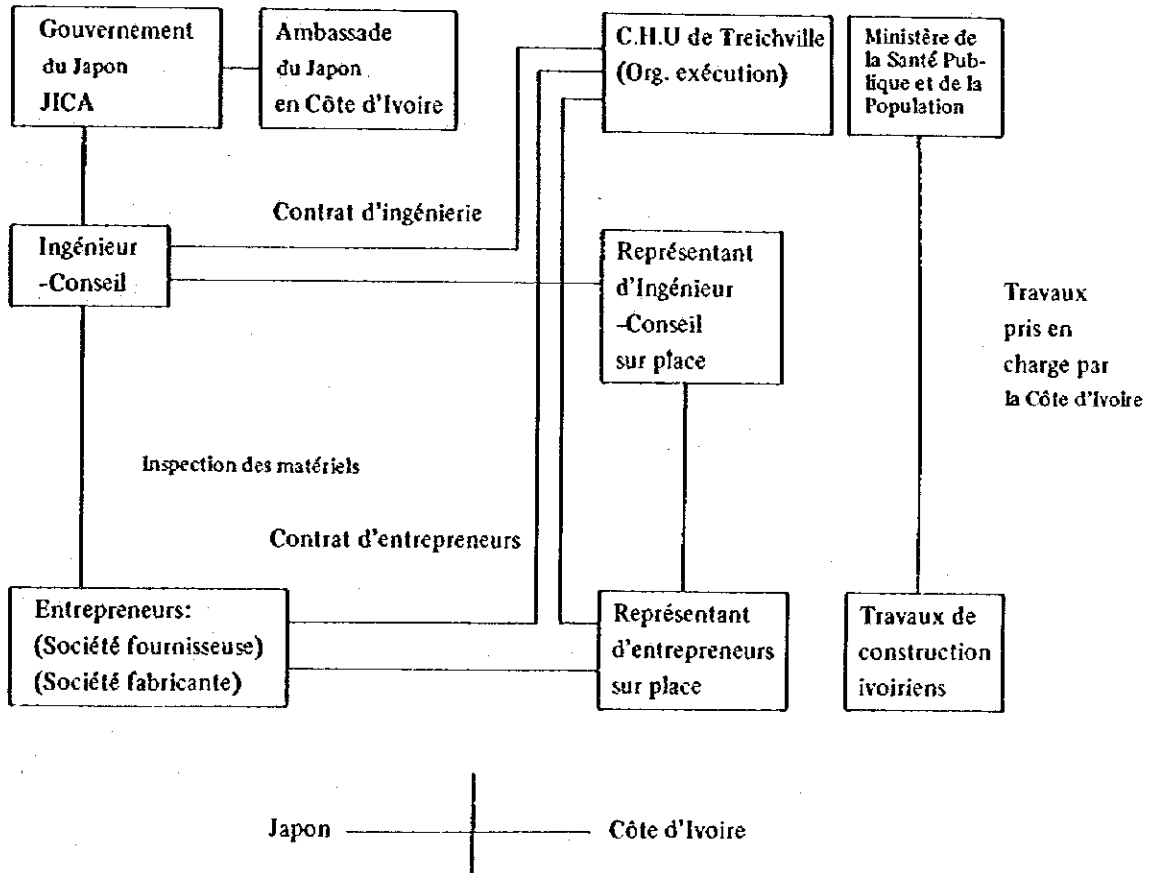 Gouvernement
du Japon
JICA
Ambassade
du Japon
en Côte d'Ivoire
C.H.U de Treichville
(Org. exécution)
Ministère de
la Santé Pub-
lique et de la
Population
Contrat d'ingénierie
Ingénieur
-Conseil
Représentant
d'Ingénieur
-Conseil
sur place
Travaux
pris en
charge par
la Côte d'Ivoire
Inspection des matériels
Contrat d'entrepreneurs
Entrepreneurs:
(Société fournisseuse)
(Société fabricante)
Représentant
d'entrepreneurs
sur place
Travaux de
construction
ivoiriens
Japon
Côte d'Ivoire